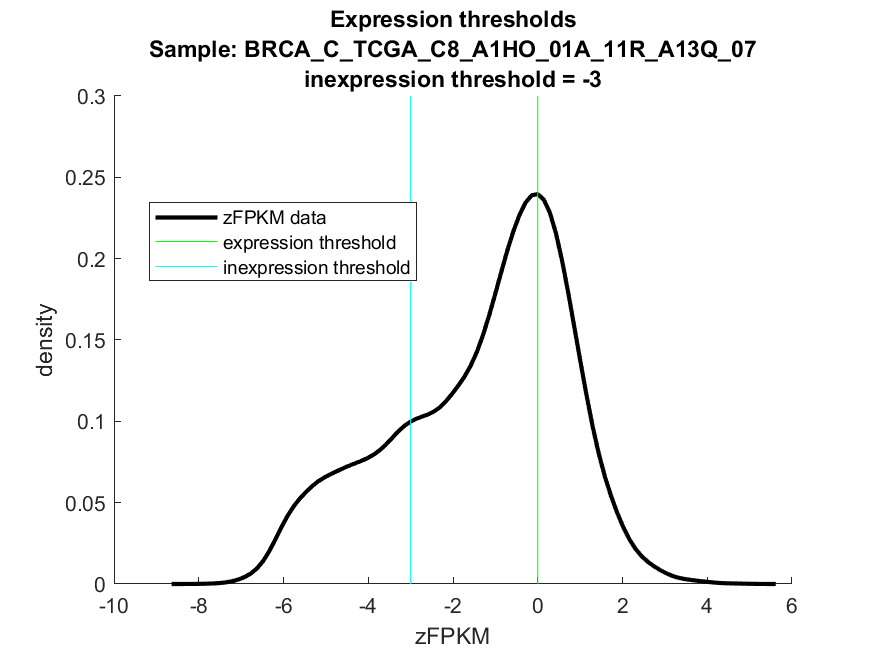 Expression thresholds
Sample: BRCA_C_TCGA_C8_A1HO_01A_11R_A13Q_07
inexpression threshold = -3
0.3
0.25
0.2
0.15
0.1
0.05
0
density
zFPKM data
expression threshold
inexpression threshold
-10 -8 -6 -4 -2 0 2 4 6
zFPKM